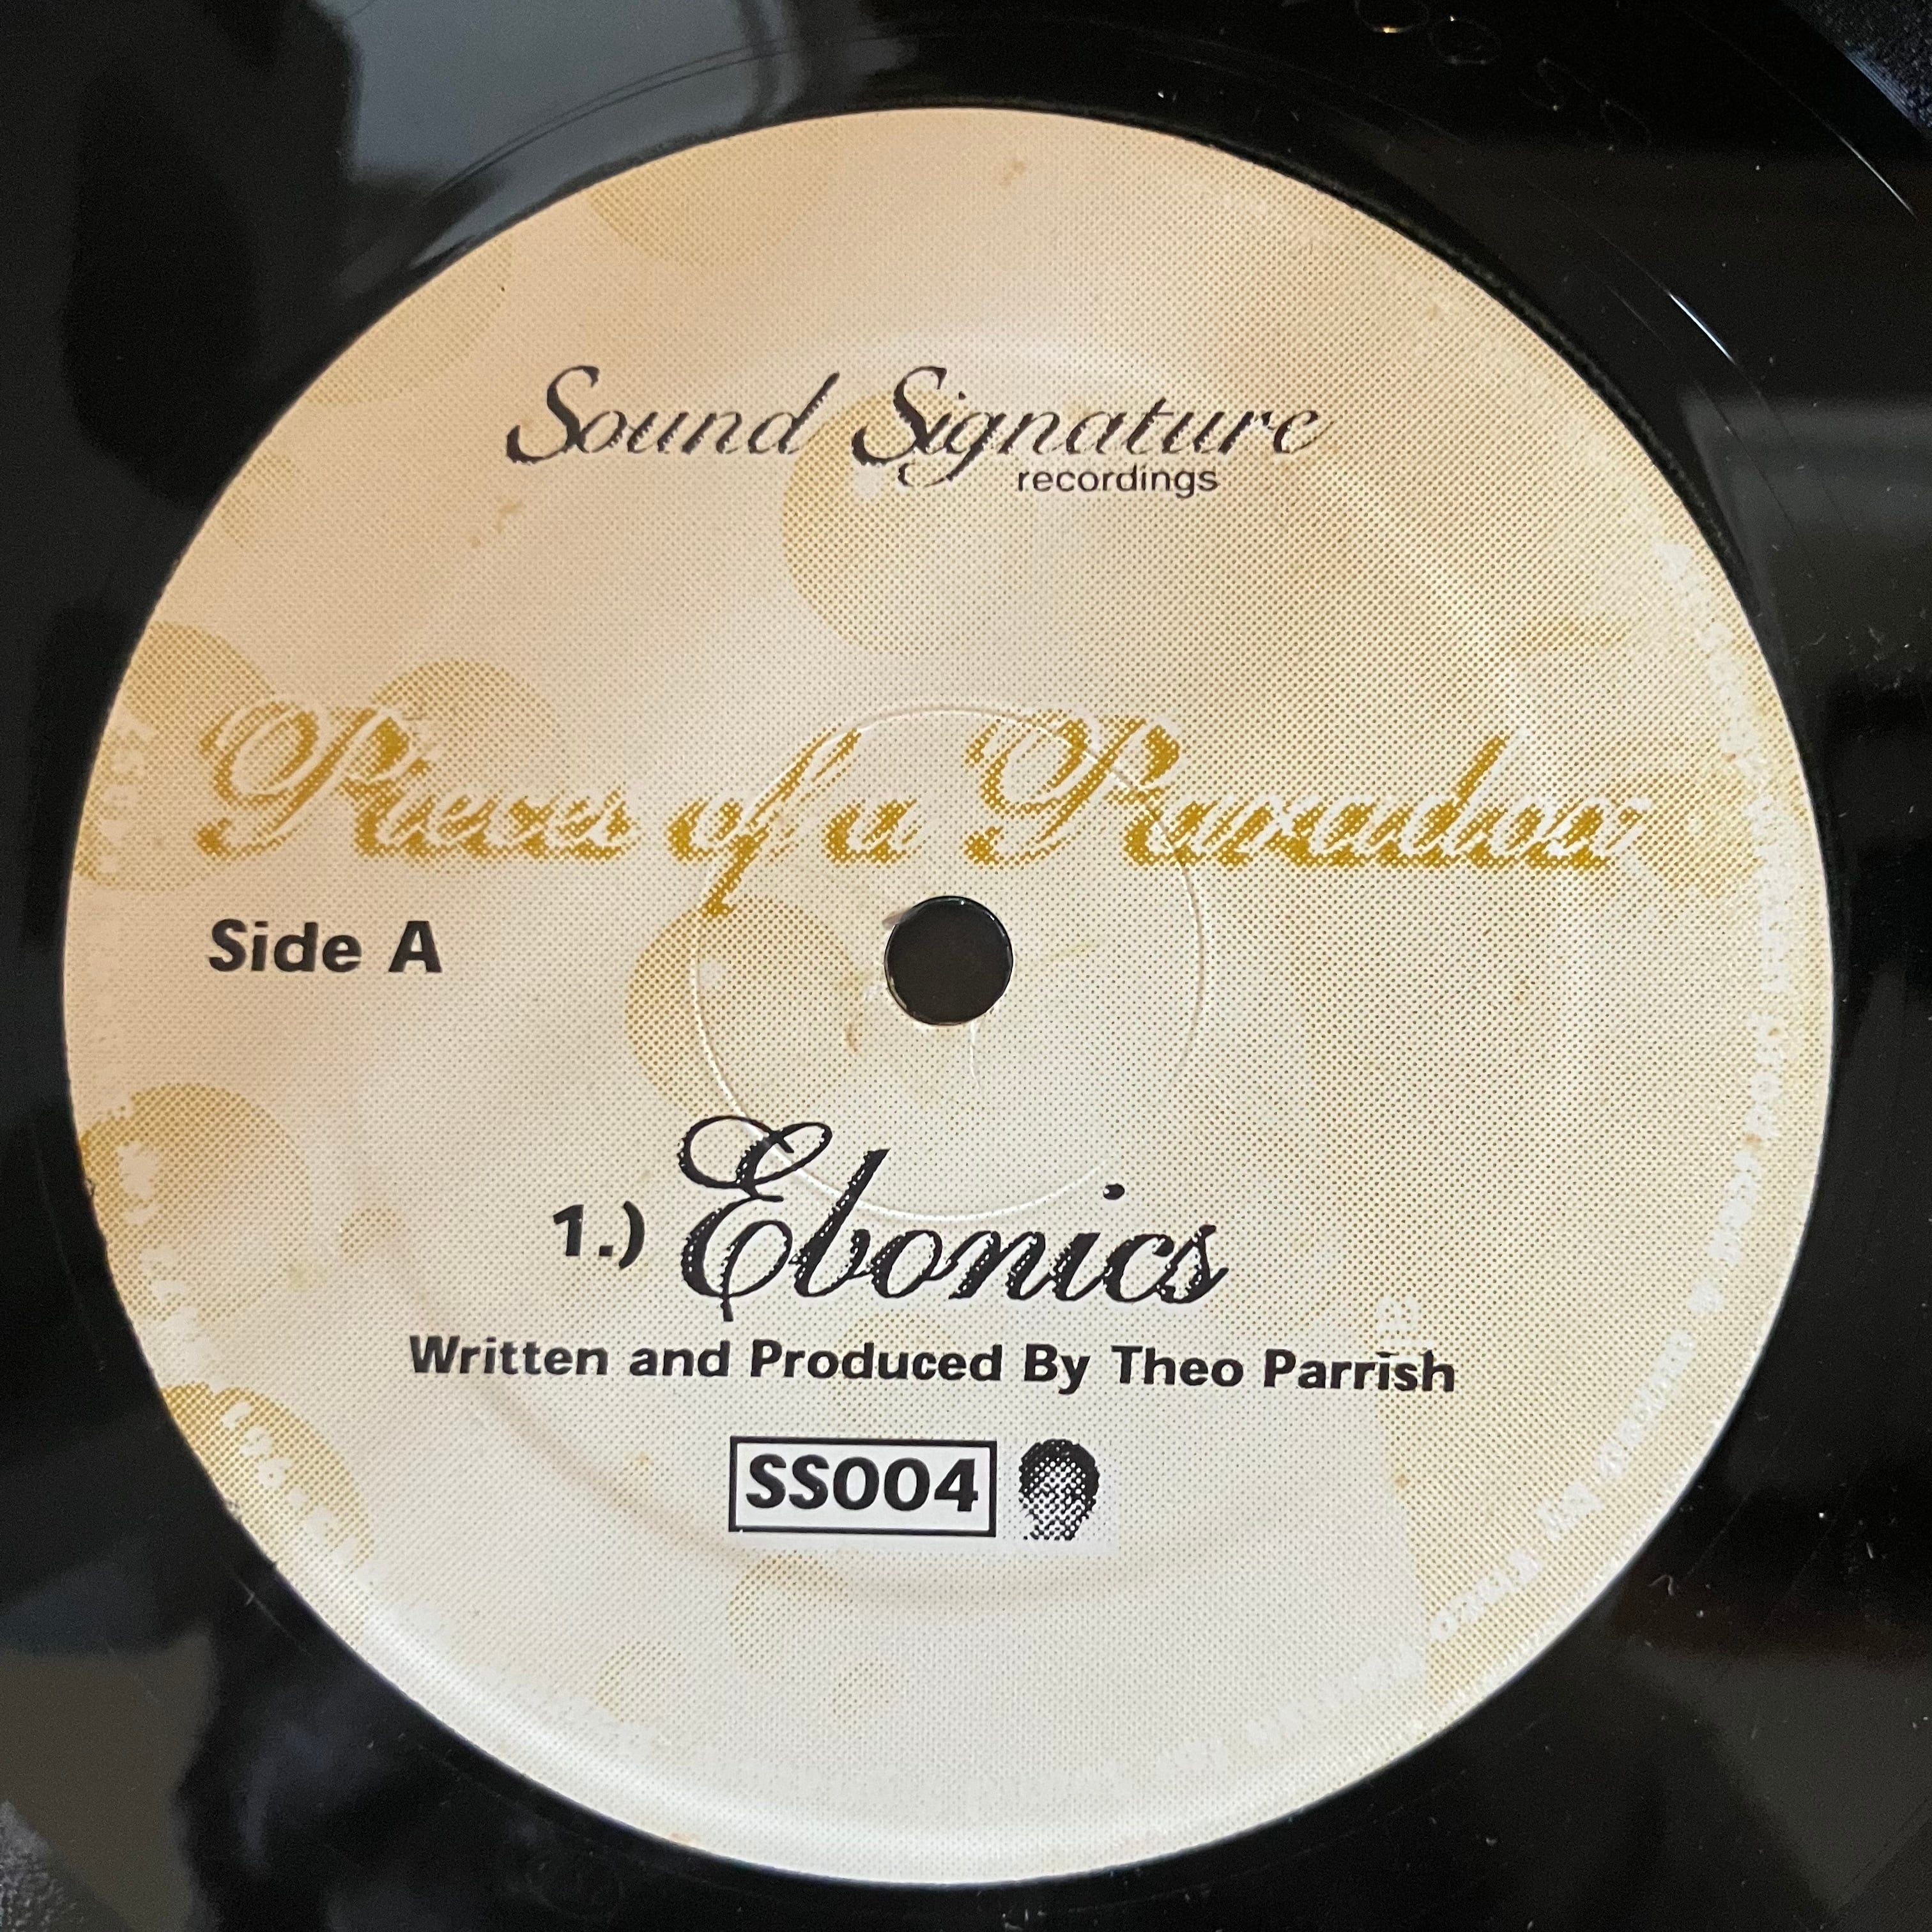 Sound Signature
recordings
Pieces of a Paradox
Side A
1.) Ebonics
Written and Produced By Theo Parrish
SS004